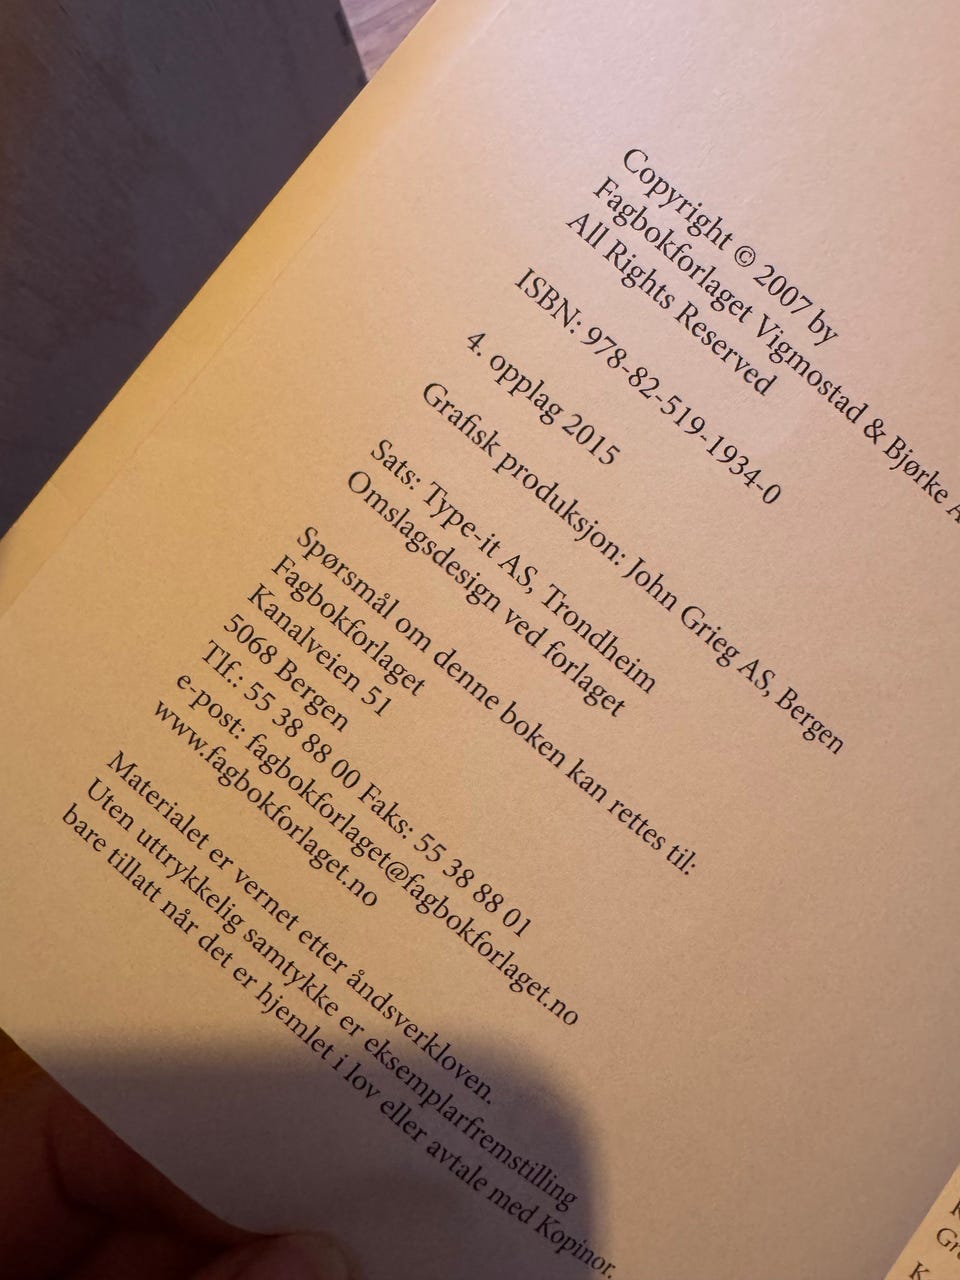 Copyright © 2007 by
Fagbokforlaget Vigmostad & Bjørke
All Rights Reserved
ISBN: 978-82-519-1934-0
4. opplag 2015
Grafisk produksjon: John Grieg AS, Bergen
Sats: Type-it AS, Trondheim
Omslagsdesign ved forlaget
Spørsmål om denne boken kan rettes til:
Fagbokforlaget
Kanalveien 51
5068 Bergen
Tlf.: 55 38 88 00 Faks: 55 38 88 01
e-post: fagbokforlaget@fagbokforlaget.no
www.fagbokforlaget.no
Materialet er vernet etter åndsverkloven.
Uten uttrykkelig samtykke er eksemplarfremstilling
bare tillatt når det er hjemlet i lov eller avtale med Kopinor.